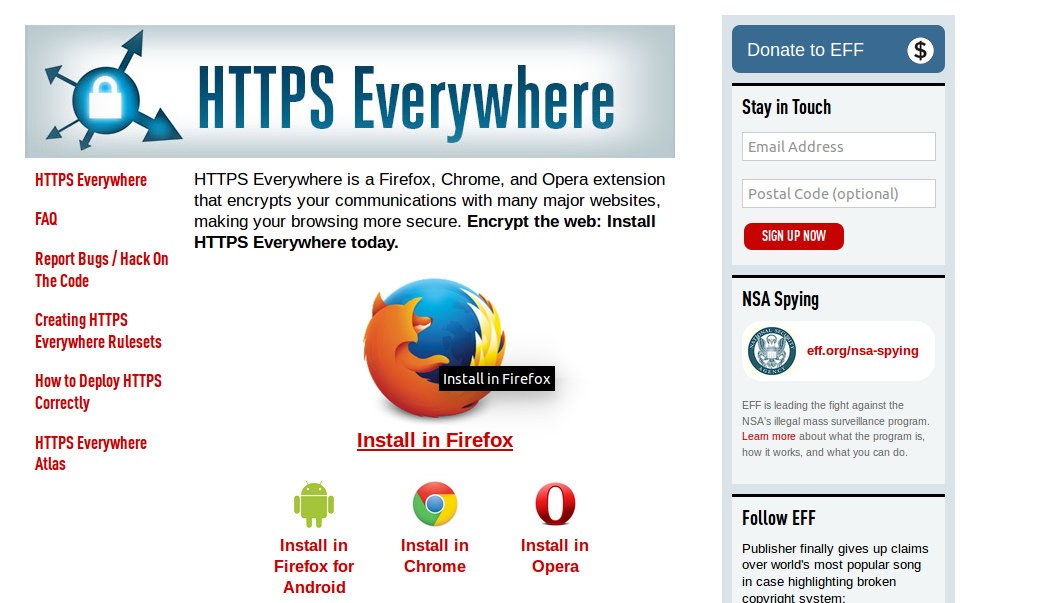 HTTPS Everywhere
HTTPS Everywhere
FAQ
Report Bugs / Hack On
The Code
Creating HTTPS
Everywhere Rulesets
How to Deploy HTTPS
Correctly
HTTPS Everywhere
Atlas
HTTPS Everywhere is a Firefox, Chrome, and Opera extension
that encrypts your communications with many major websites,
making your browsing more secure. Encrypt the web: Install
HTTPS Everywhere today.
Install in Firefox
Install in Firefox
Install in
Firefox for
Android
Install in
Chrome
Install in
Opera
Donate to EFF
$
Stay in Touch
Email Address
Postal Code (optional)
SIGN UP NOW
NSA Spying
NATIONAL SECURITY
AGENCY
eff.org/nsa-spying
EFF is leading the fight against the
NSA's illegal mass surveillance program.
Learn more about what the program is,
how it works, and what you can do.
Follow EFF
Publisher finally gives up claims
over world's most popular song
in case highlighting broken
copyright system: